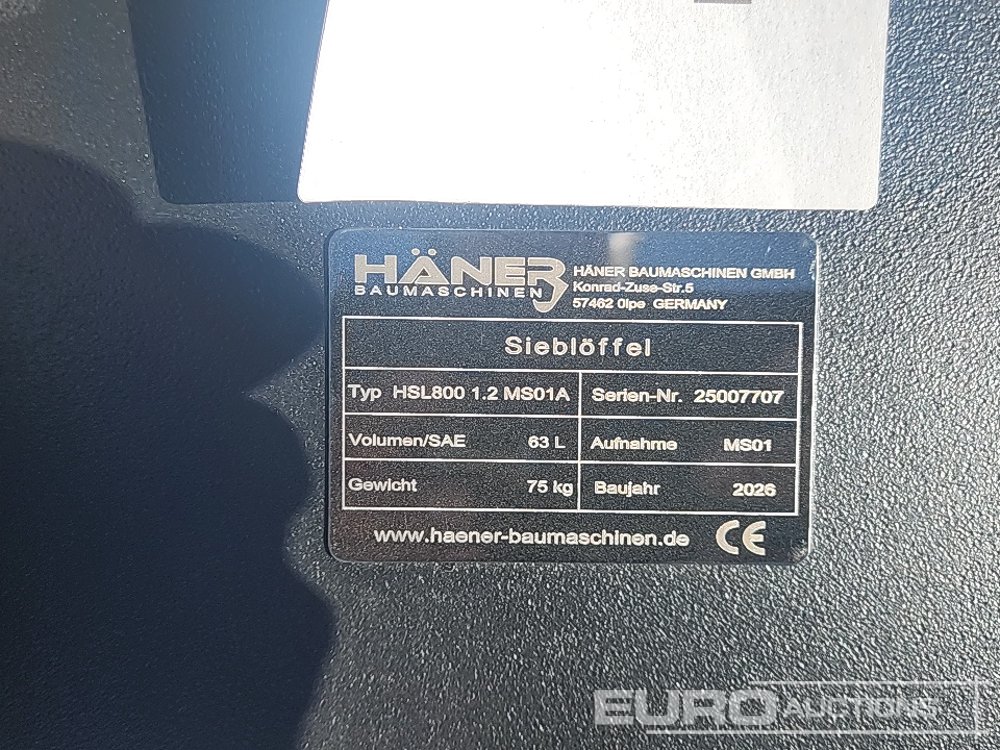 HÄNER
BAUMASCHINEN
HÄNER BAUMASCHINEN GMBH
Konrad-Zuse-Str.5
57462 Olpe GERMANY
Sieblöffel
Typ HSL800 1.2 MS01A
Serien-Nr. 25007707
Volumen/SAE 63 L
Aufnahme MS01
Gewicht 75 kg
Baujahr 2026
www.haener-baumaschinen.de CE
EURO
AUCTIONS